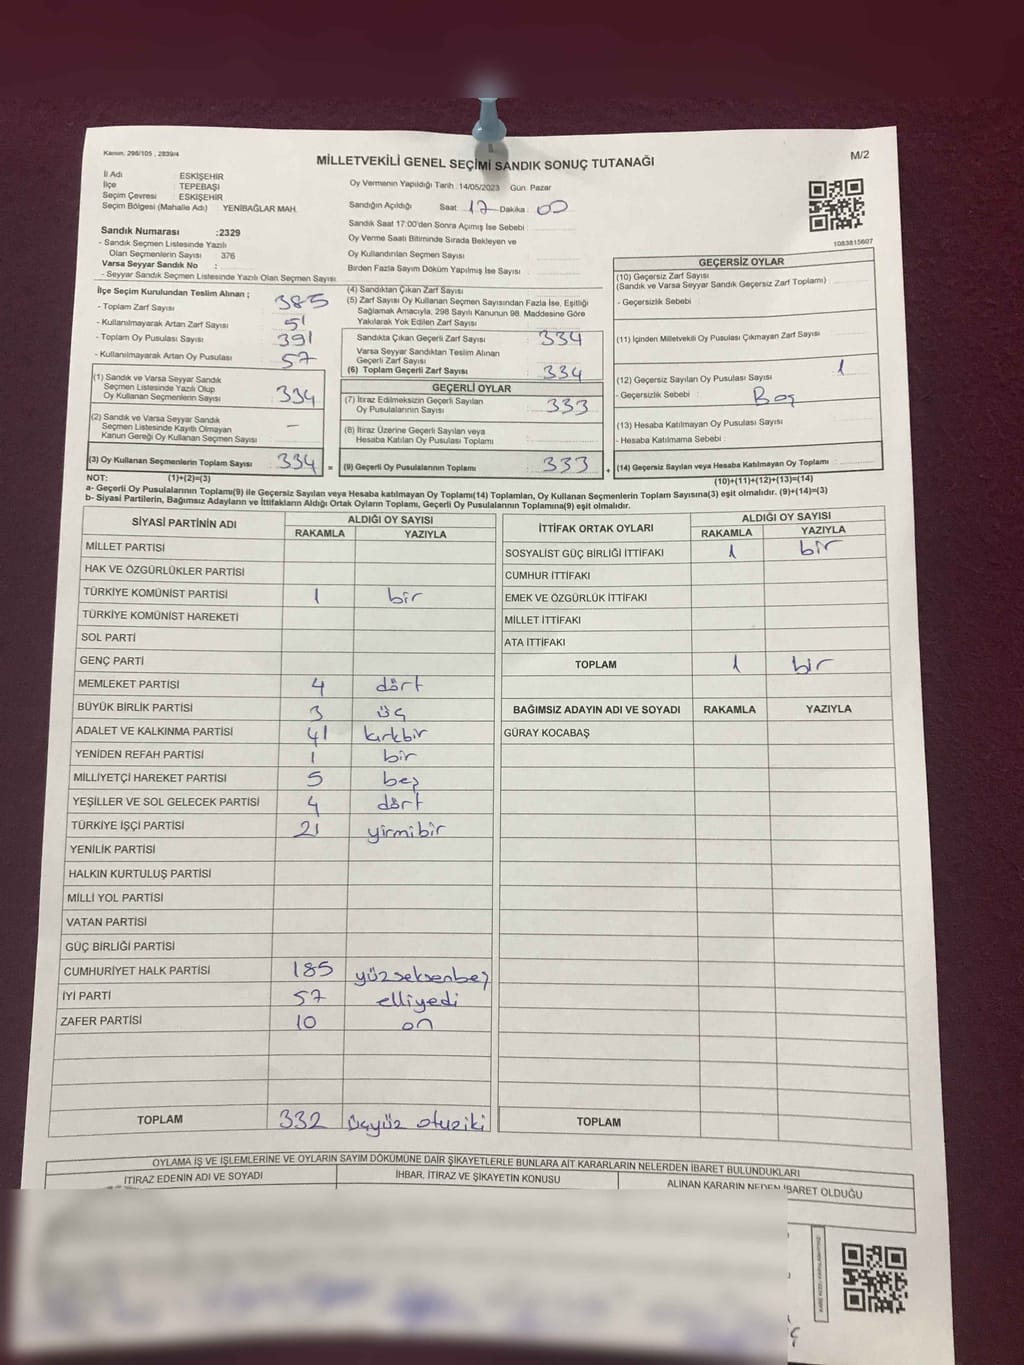 Kanun. 296/105 , 2839/4
MİLLETVEKİLİ GENEL SEÇİMİ SANDIK SONUÇ TUTANAĞI
M/2
İl Adı : ESKİŞEHİR
İlçe : TEPEBAŞI
Seçim Çevresi : ESKİŞEHİR
Seçim Bölgesi (Mahalle Adı) : YENİBAĞLAR MAH.
Sandık Numarası :2329
- Sandık Seçmen Listesinde Yazılı
Olan Seçmenlerin Sayısı 376
Varsa Seyyar Sandık No :
- Seyyar Sandık Seçmen Listesinde Yazılı Olan Seçmen Sayısı
Oy Vermenin Yapıldığı Tarih :14/05/2023 Gün: Pazar
Sandığın Açıldığı Saat : 17 Dakika : 00
Sandık Saat 17:00'den Sonra Açımış İse Sebebi :
Oy Verme Saati Bitiminde Sırada Bekleyen ve
Oy Kullandırılan Seçmen Sayısı :
Birden Fazla Sayım Döküm Yapılmış İse Sayısı :
1083815607
İlçe Seçim Kurulundan Teslim Alınan ;
- Toplam Zarf Sayısı : 385
- Kullanılmayarak Artan Zarf Sayısı : 51
- Toplam Oy Pusulası Sayısı : 391
- Kullanılmayarak Artan Oy Pusulası : 57
(1) Sandık ve Varsa Seyyar Sandık
Seçmen Listesinde Yazılı Olup
Oy Kullanan Seçmenlerin Sayısı : 334
(2) Sandık ve Varsa Seyyar Sandık
Seçmen Listesinde Kayıtlı Olmayan
Kanun Gereği Oy Kullanan Seçmen Sayısı : —
(3) Oy Kullanan Seçmenlerin Toplam Sayısı : 334 =
(4) Sandıktan Çıkan Zarf Sayısı
(5) Zarf Sayısı Oy Kullanan Seçmen Sayısından Fazla İse, Eşitliği
Sağlamak Amacıyla, 298 Sayılı Kanunun 98. Maddesine Göre
Yakılarak Yok Edilen Zarf Sayısı :
Sandıkta Çıkan Geçerli Zarf Sayısı : 334
Varsa Seyyar Sandıktan Teslim Alınan
Geçerli Zarf Sayısı
(6) Toplam Geçerli Zarf Sayısı : 334
GEÇERLİ OYLAR
(7) İtiraz Edilmeksizin Geçerli Sayılan
Oy Pusulalarının Sayısı : 333
(8) İtiraz Üzerine Geçerli Sayılan veya
Hesaba Katılan Oy Pusulası Toplamı :
(9) Geçerli Oy Pusulalarının Toplamı : 333 +
GEÇERSİZ OYLAR
(10) Geçersiz Zarf Sayısı
(Sandık ve Varsa Seyyar Sandık Geçersiz Zarf Toplamı) :
- Geçersizlik Sebebi :
(11) İçinden Milletvekili Oy Pusulası Çıkmayan Zarf Sayısı :
(12) Geçersiz Sayılan Oy Pusulası Sayısı : 1
- Geçersizlik Sebebi : Boş
(13) Hesaba Katılmayan Oy Pusulası Sayısı :
- Hesaba Katılmama Sebebi :
(14) Geçersiz Sayılan veya Hesaba Katılmayan Oy Toplamı :
NOT: (1)+(2)=(3) (10)+(11)+(12)+(13)=(14)
a- Geçerli Oy Pusulalarının Toplamı(9) ile Geçersiz Sayılan veya Hesaba katılmayan Oy Toplamı(14) Toplamları, Oy Kullanan Seçmenlerin Toplam Sayısına(3) eşit olmalıdır. (9)+(14)=(3)
b- Siyasi Partilerin, Bağımsız Adayların ve İttifakların Aldığı Ortak Oyların Toplamı, Geçerli Oy Pusulalarının Toplamına(9) eşit olmalıdır.
SİYASİ PARTİNİN ADI ALDIĞI OY SAYISI
RAKAMLA YAZIYLA
MİLLET PARTİSİ
HAK VE ÖZGÜRLÜKLER PARTİSİ
TÜRKİYE KOMÜNİST PARTİSİ 1 bir
TÜRKİYE KOMÜNİST HAREKETİ
SOL PARTİ
GENÇ PARTİ
MEMLEKET PARTİSİ 4 dört
BÜYÜK BİRLİK PARTİSİ 3 üç
ADALET VE KALKINMA PARTİSİ 41 kırkbir
YENİDEN REFAH PARTİSİ 1 bir
MİLLİYETÇİ HAREKET PARTİSİ 5 beş
YEŞİLLER VE SOL GELECEK PARTİSİ 4 dört
TÜRKİYE İŞÇİ PARTİSİ 21 yirmibir
YENİLİK PARTİSİ
HALKIN KURTULUŞ PARTİSİ
MİLLİ YOL PARTİSİ
VATAN PARTİSİ
GÜÇ BİRLİĞİ PARTİSİ
CUMHURİYET HALK PARTİSİ 185 yüzseksenbeş
İYİ PARTİ 57 elliyedi
ZAFER PARTİSİ 10 on
TOPLAM 332 üçyüz otuziki
İTTİFAK ORTAK OYLARI ALDIĞI OY SAYISI
RAKAMLA YAZIYLA
SOSYALİST GÜÇ BİRLİĞİ İTTİFAKI 1 bir
CUMHUR İTTİFAKI
EMEK VE ÖZGÜRLÜK İTTİFAKI
MİLLET İTTİFAKI
ATA İTTİFAKI
TOPLAM 1 bir
BAĞIMSIZ ADAYIN ADI VE SOYADI RAKAMLA YAZIYLA
GÜRAY KOCABAŞ
TOPLAM
OYLAMA İŞ VE İŞLEMLERİNE VE OYLARIN SAYIM DÖKÜMÜNE DAİR ŞİKAYETLERLE BUNLARA AİT KARARLARIN NELERDEN İBARET BULUNDUKLARI
İTİRAZ EDENİN ADI VE SOYADI İHBAR, İTİRAZ VE ŞİKAYETİN KONUSU ALINAN KARARIN NEDEN İBARET OLDUĞU